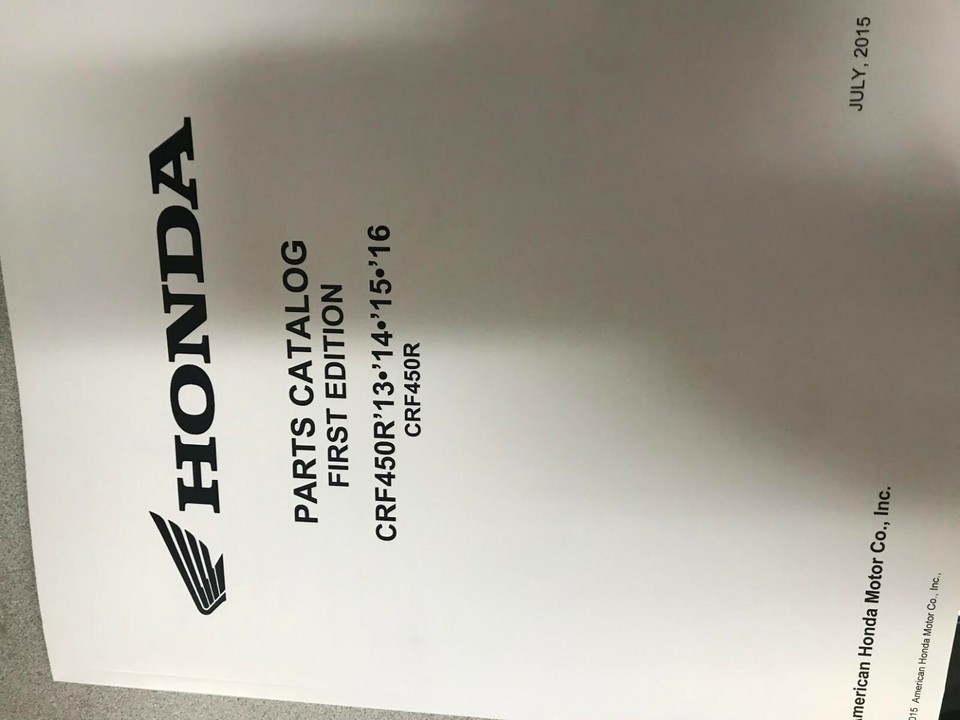 HONDA
PARTS CATALOG
FIRST EDITION
CRF450R'13•'14•'15•'16
CRF450R
American Honda Motor Co., Inc.
JULY, 2015
015 American Honda Motor Co., Inc.,